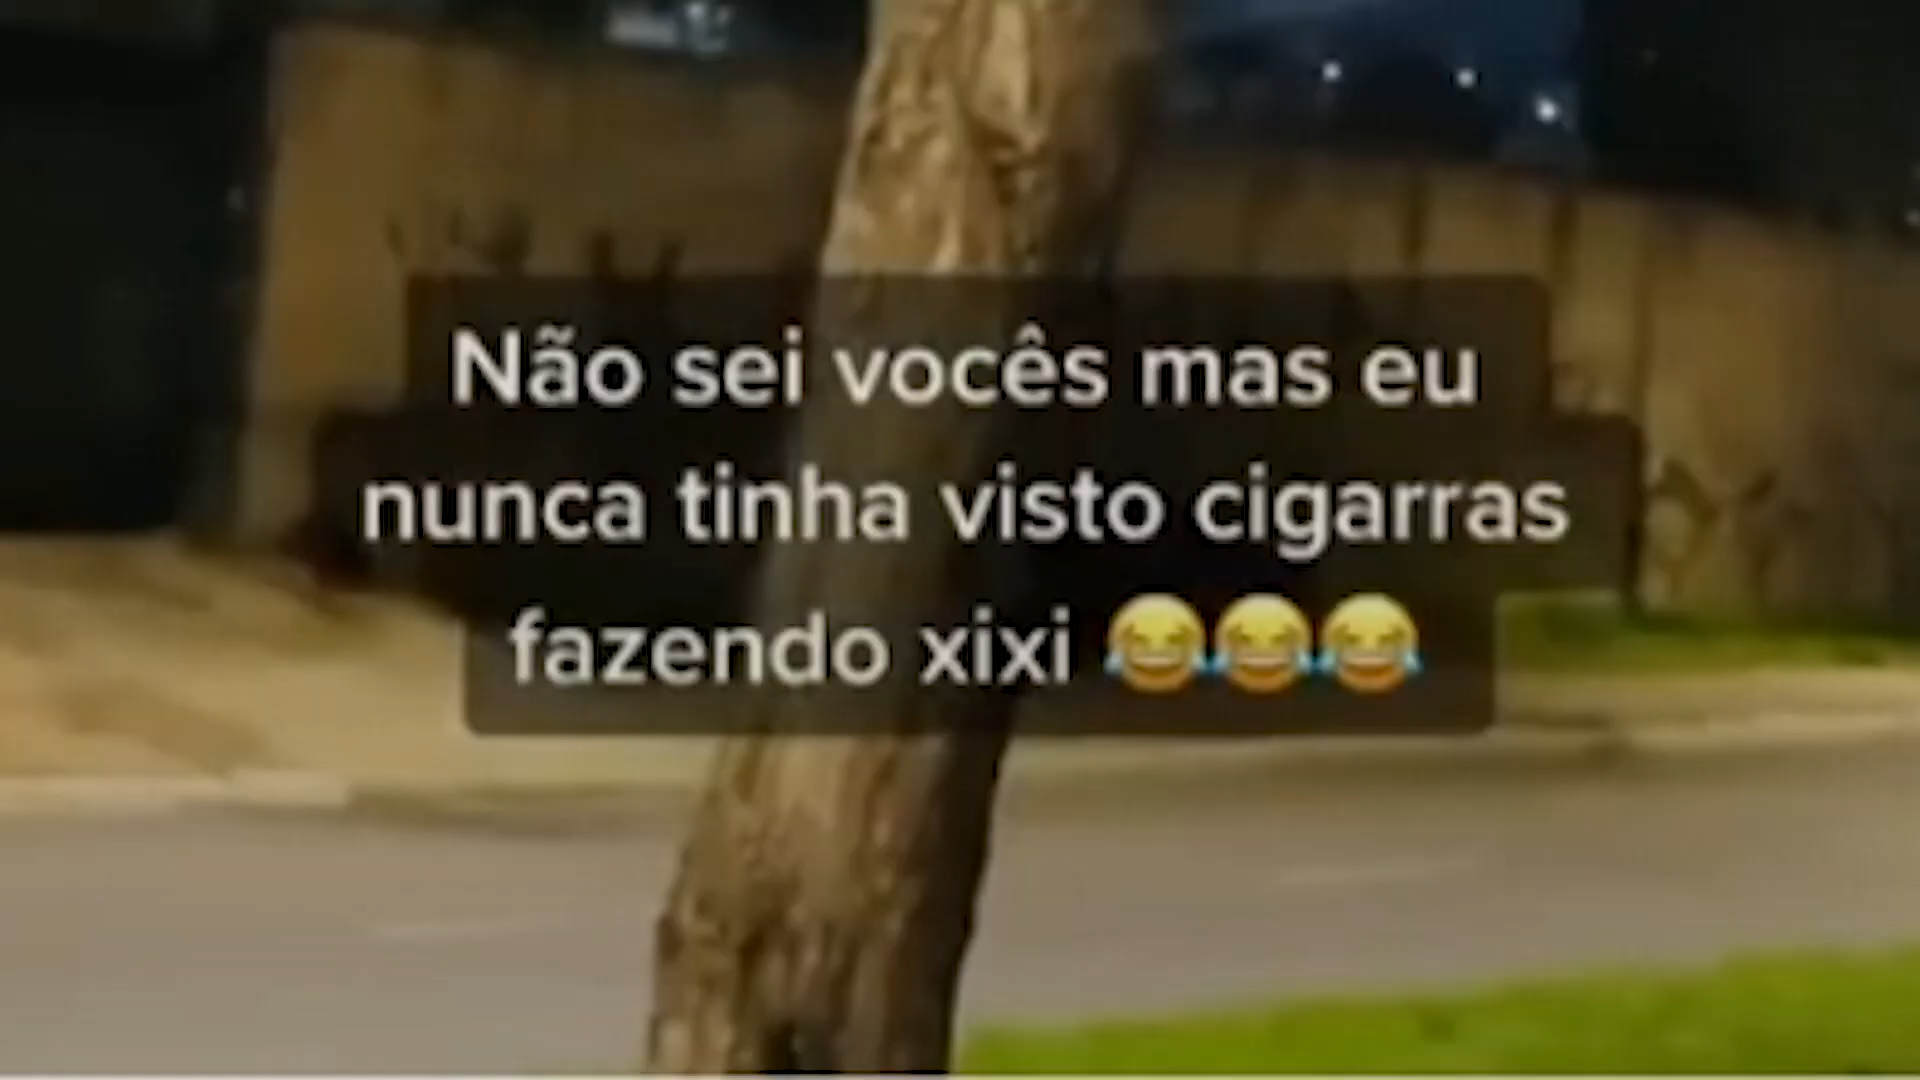 Não sei vocês mas eu
nunca tinha visto cigarras
fazendo xixi 😂😂😂